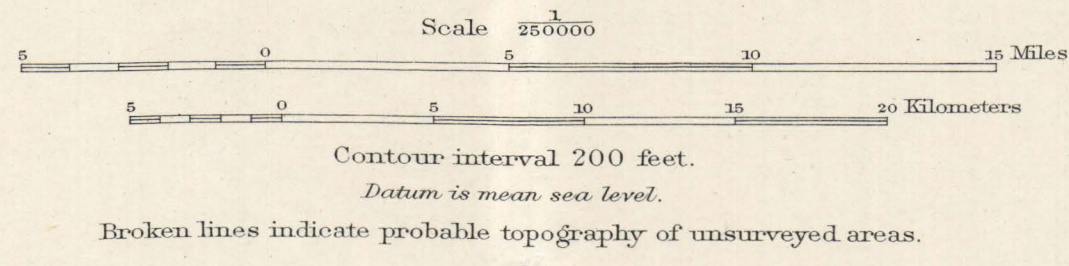 Scale 1/250000
5 0 5 10 15 Miles
5 0 5 10 15 20 Kilometers
Contour interval 200 feet.
Datum is mean sea level.
Broken lines indicate probable topography of unsurveyed areas.